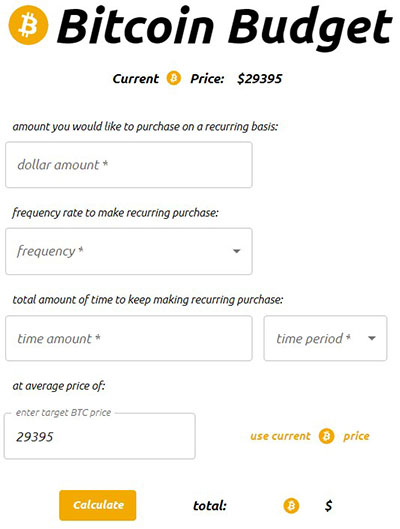 Bitcoin Budget
Current Price: $29395
amount you would like to purchase on a recurring basis:
dollar amount *
frequency rate to make recurring purchase:
frequency *
total amount of time to keep making recurring purchase:
time amount *
time period *
at average price of:
enter target BTC price
29395
use current price
Calculate
total: $